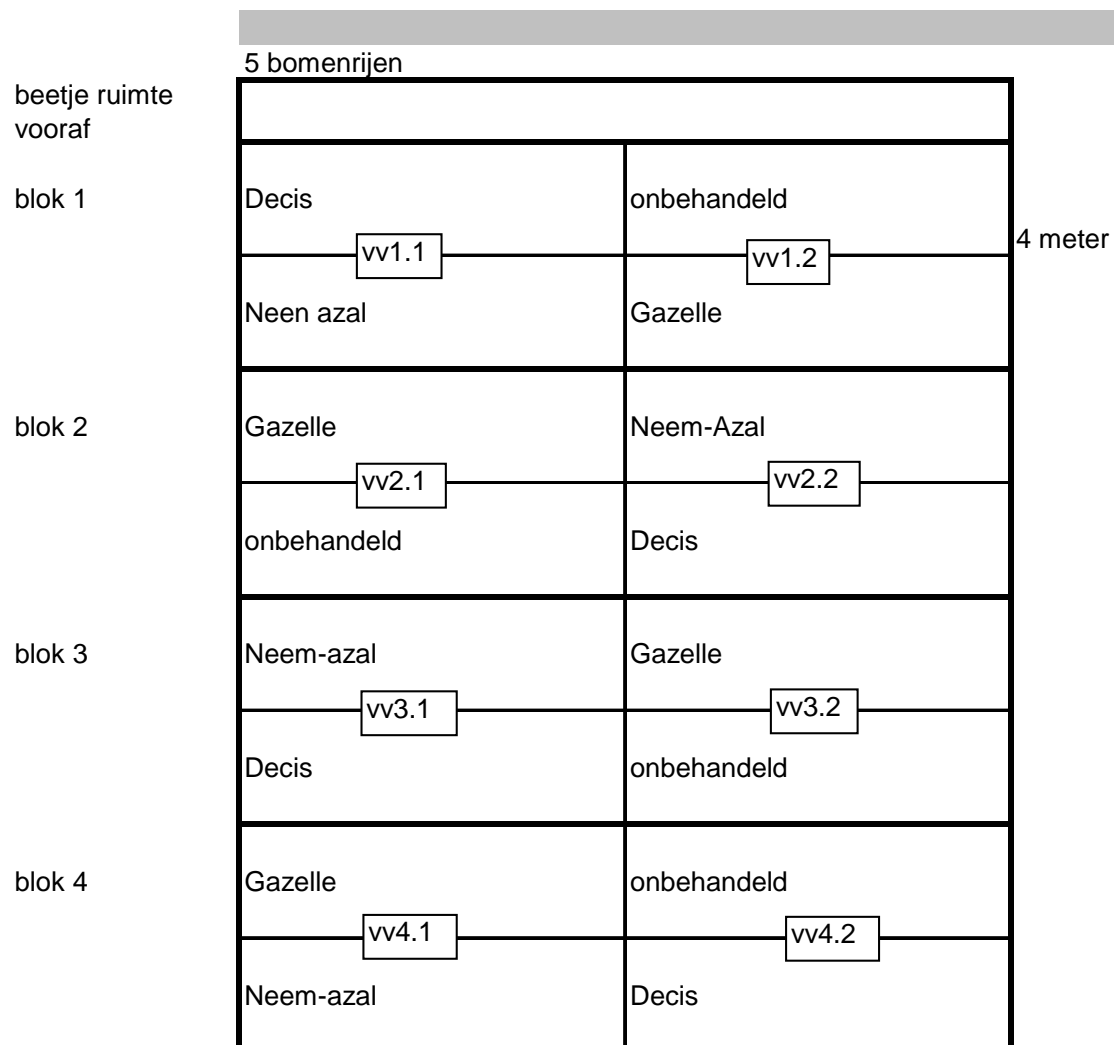 5 bomenrijen
beetje ruimte
vooraf
blok 1
Decis
onbehandeld
vv1.1
vv1.2
4 meter
Neen azal
Gazelle
blok 2
Gazelle
Neem-Azal
vv2.1
vv2.2
onbehandeld
Decis
blok 3
Neem-azal
Gazelle
vv3.1
vv3.2
Decis
onbehandeld
blok 4
Gazelle
onbehandeld
vv4.1
vv4.2
Neem-azal
Decis